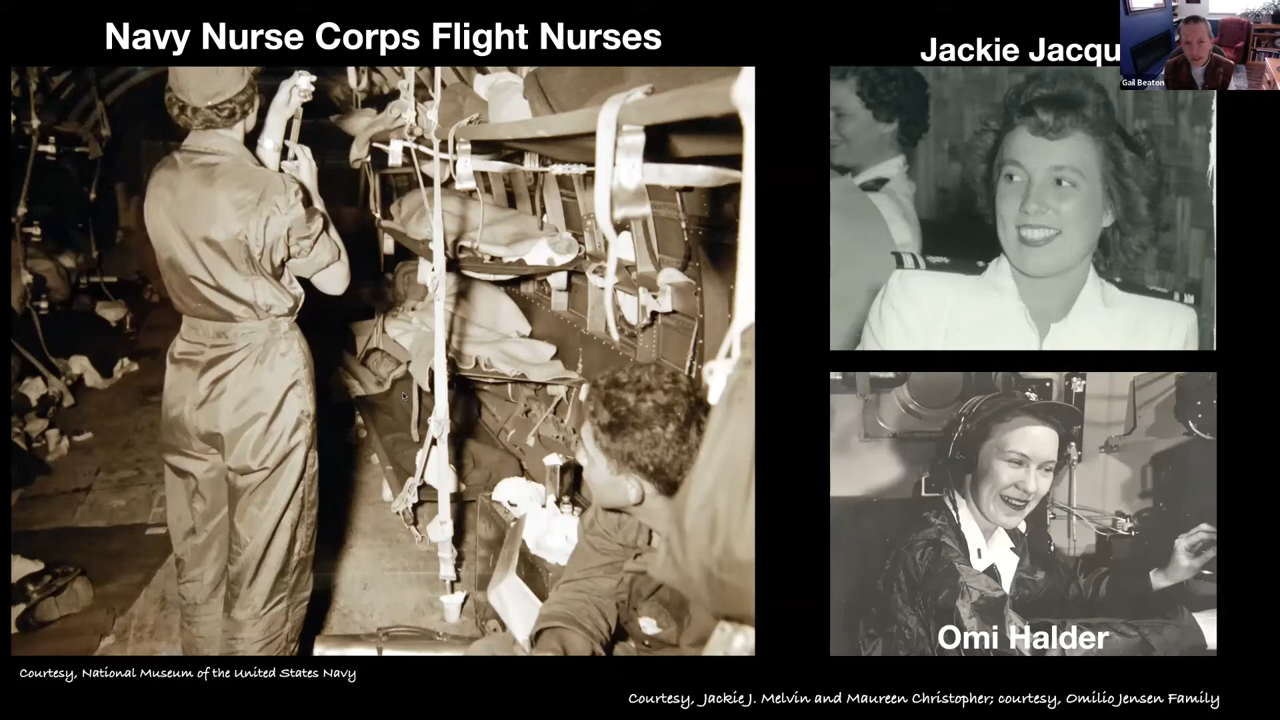 Navy Nurse Corps Flight Nurses
Jackie Jacqu
Gail Beaton
Omi Halder
Courtesy, National Museum of the United States Navy
Courtesy, Jackie J. Melvin and Maureen Christopher; courtesy, Omilio Jensen Family